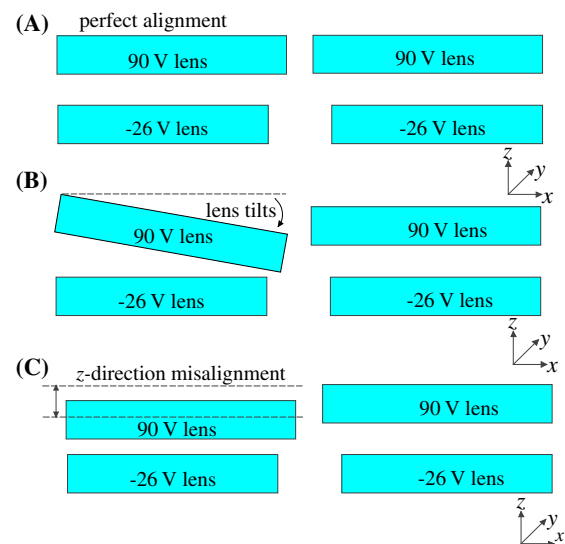 (A) perfect alignment
90 V lens 90 V lens
-26 V lens -26 V lens
z
y
x
(B)
lens tilts
90 V lens 90 V lens
-26 V lens -26 V lens
z
y
x
(C)
z-direction misalignment
90 V lens 90 V lens
-26 V lens -26 V lens
z
y
x